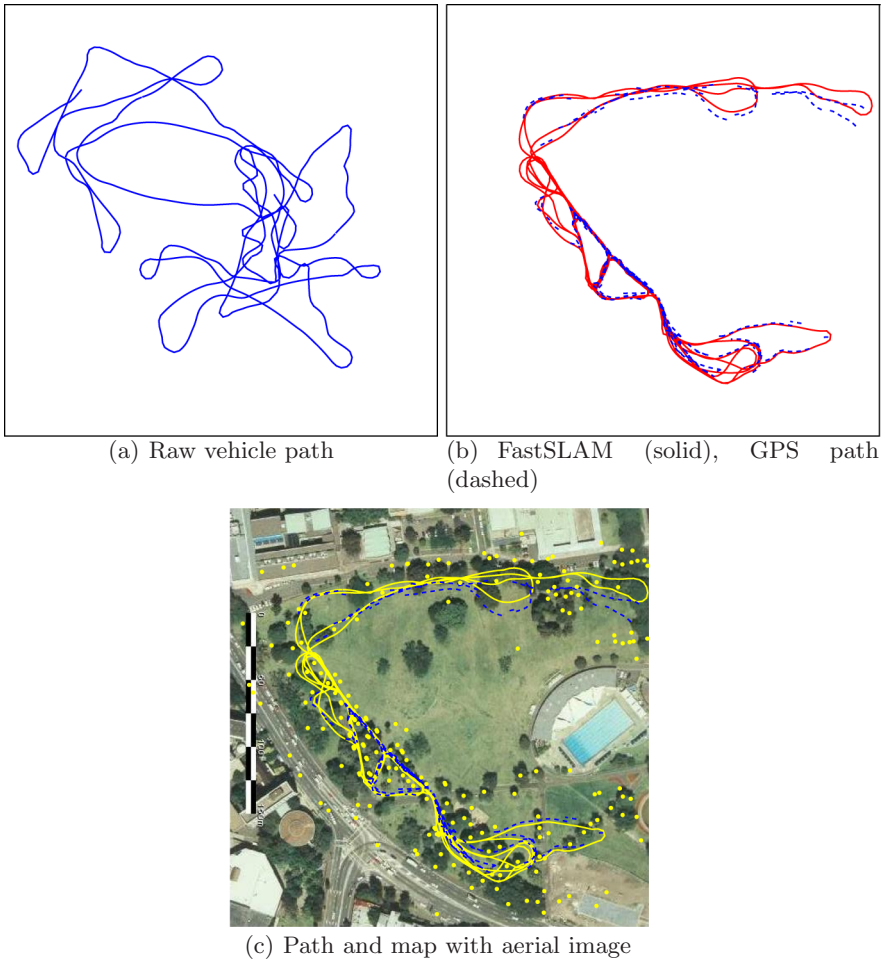 (a) Raw vehicle path
(b) FastSLAM (solid), GPS path
(dashed)
(c) Path and map with aerial image